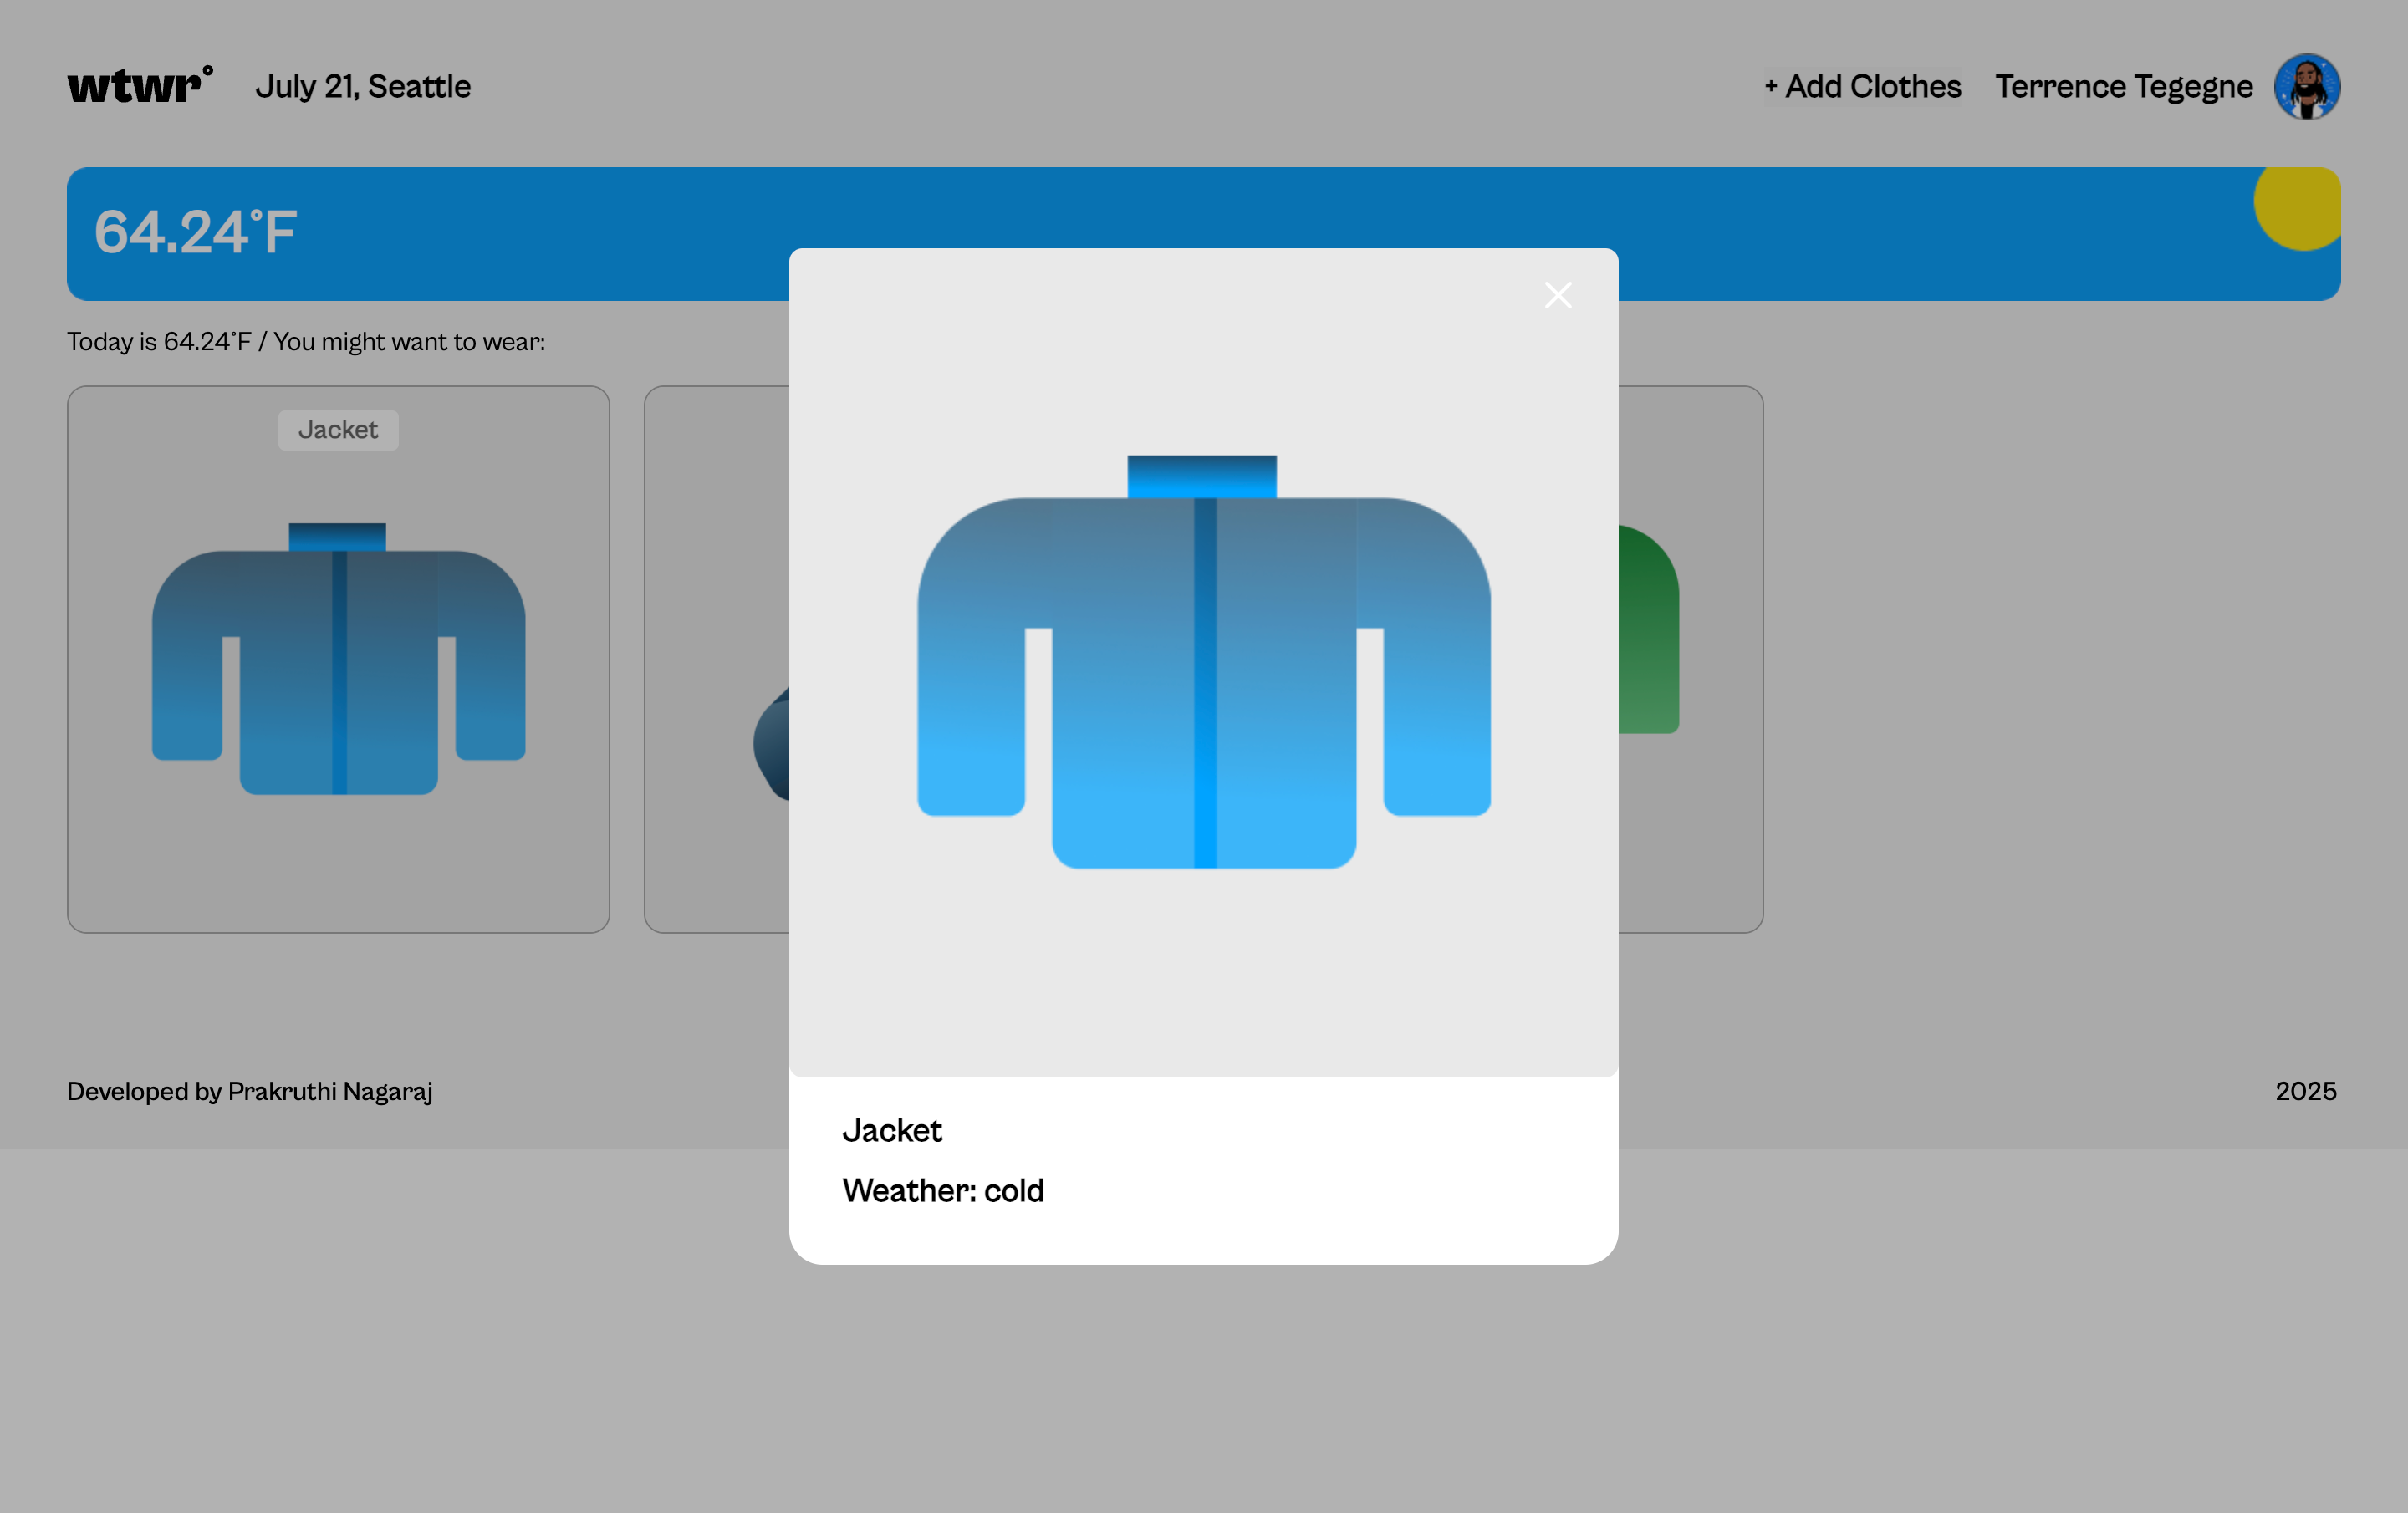 wtwr°
July 21, Seattle
+ Add Clothes
Terrence Tegegne
64.24°F
Today is 64.24°F / You might want to wear:
Jacket
Jacket
Weather: cold
Developed by Prakruthi Nagaraj
2025